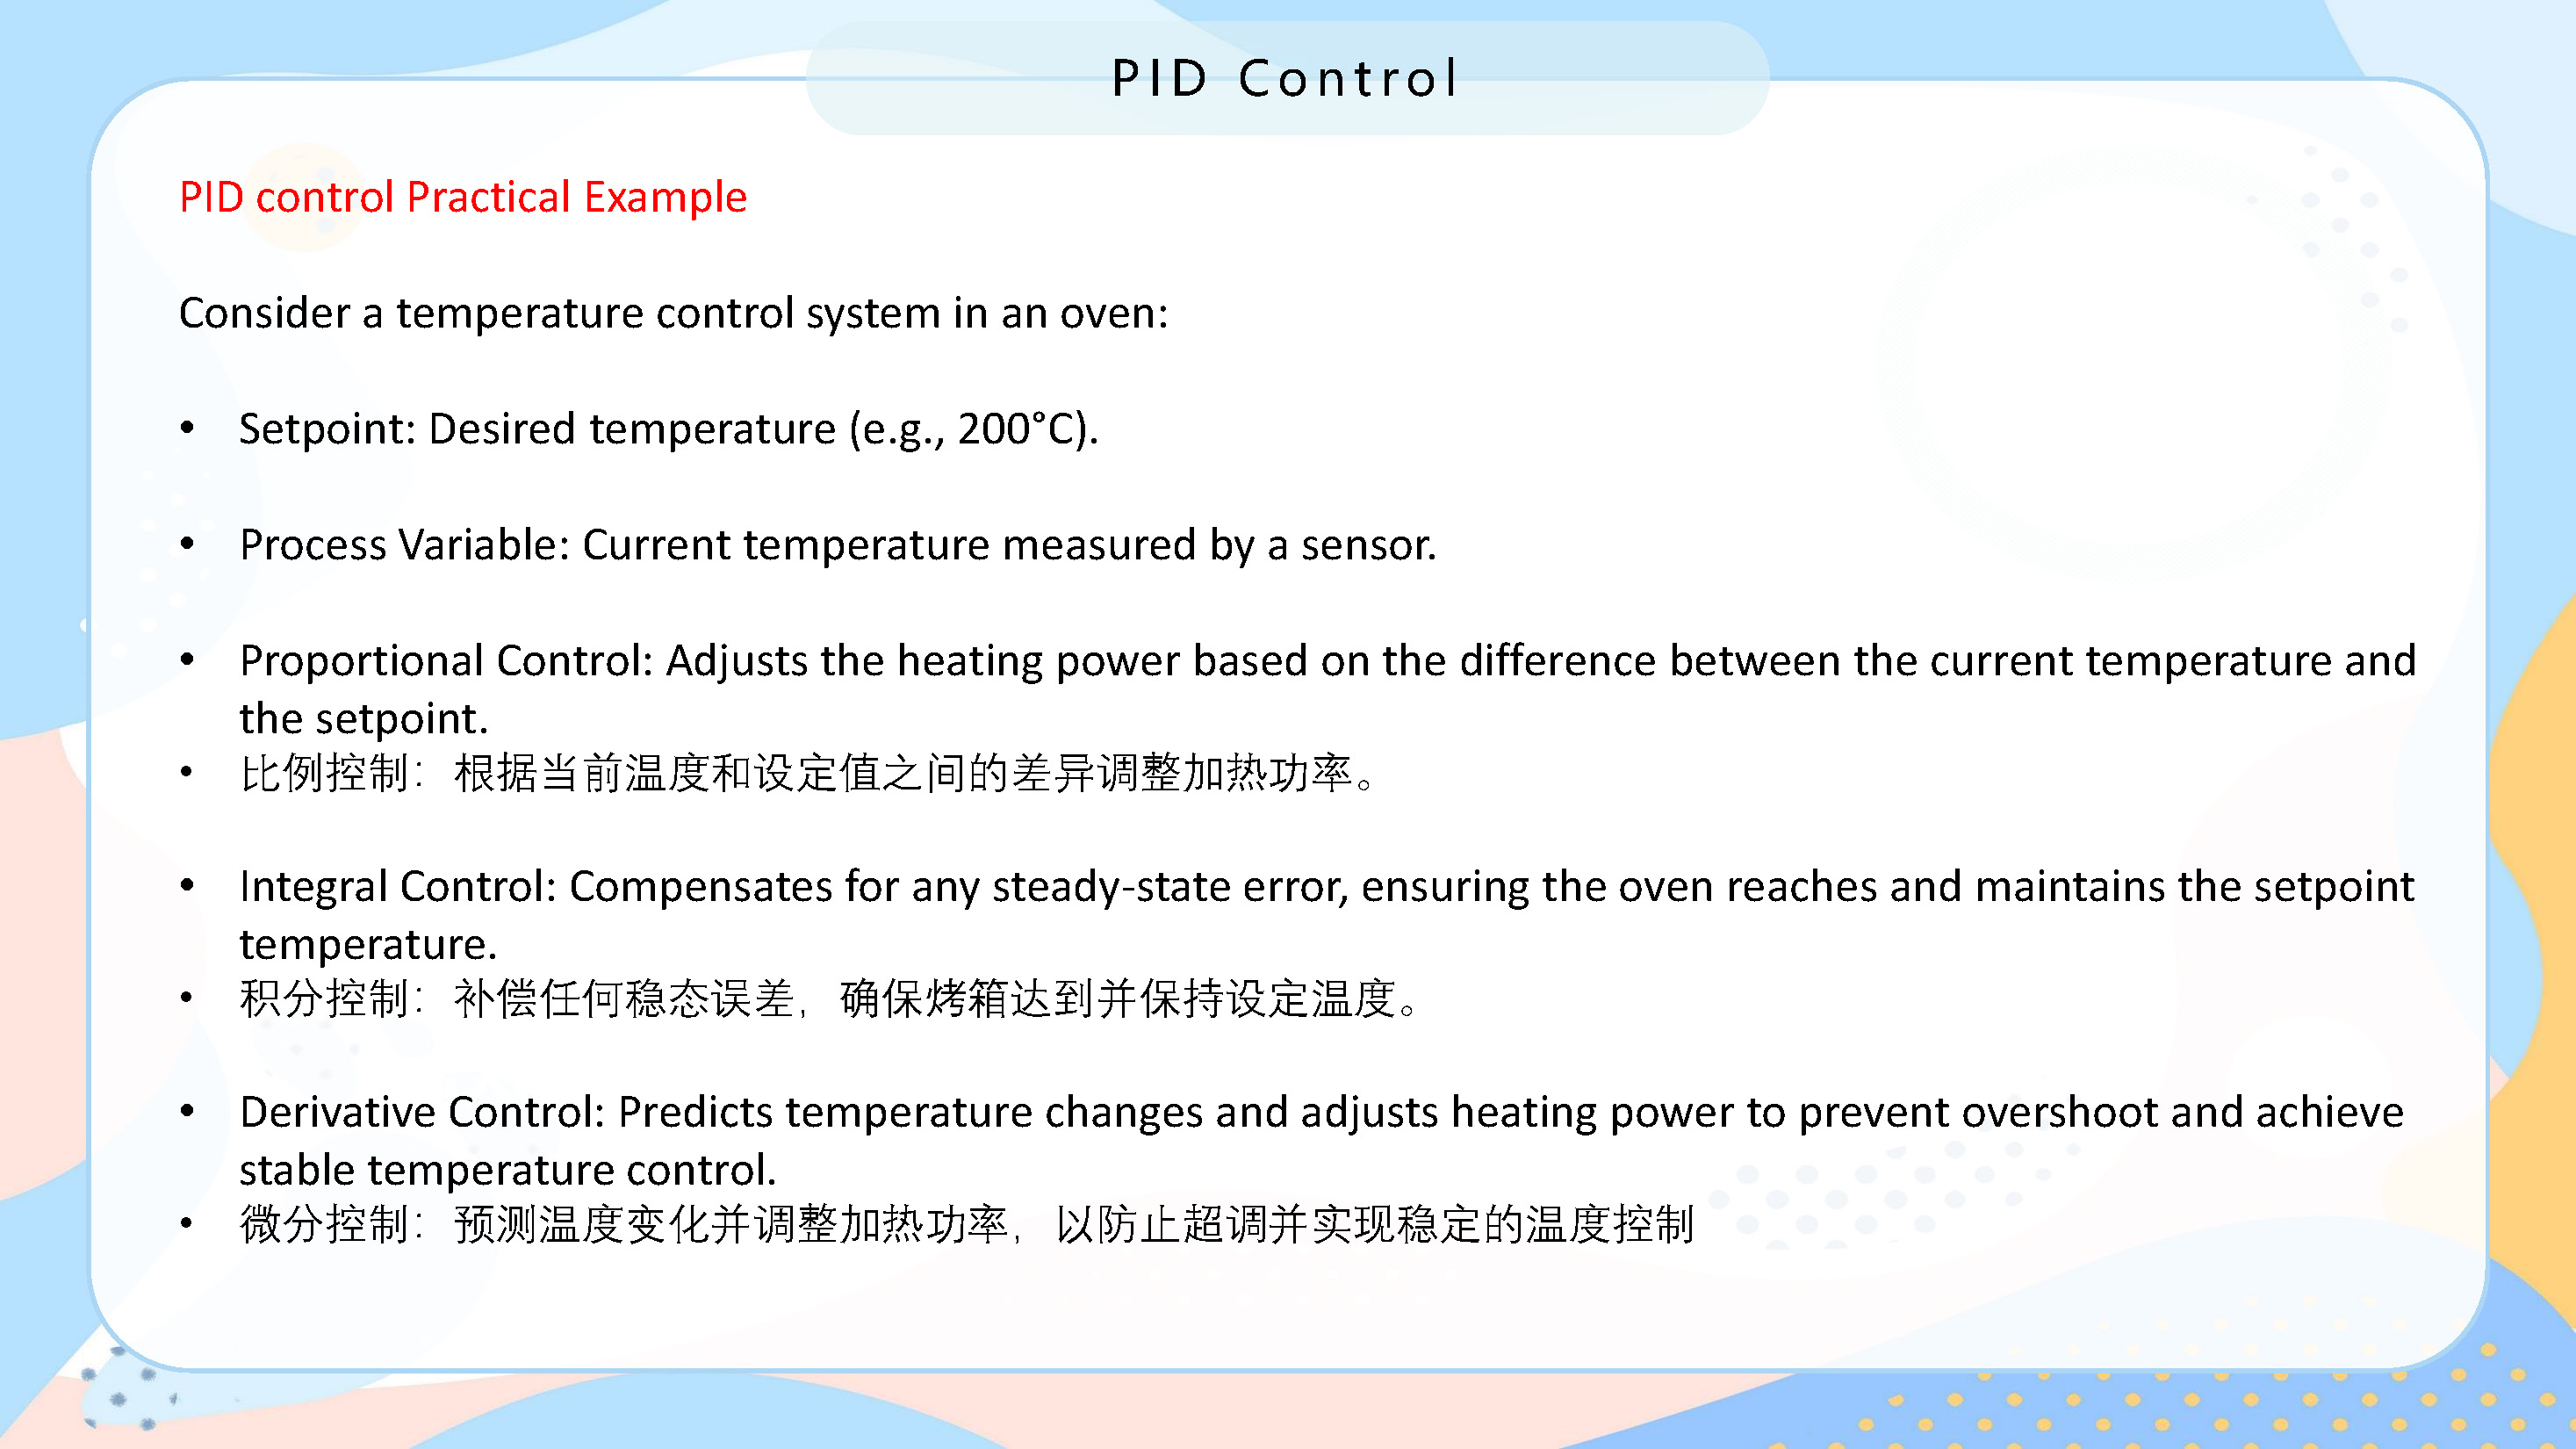 PID Control
PID control Practical Example
Consider a temperature control system in an oven:
• Setpoint: Desired temperature (e.g., 200°C).
• Process Variable: Current temperature measured by a sensor.
• Proportional Control: Adjusts the heating power based on the difference between the current temperature and
the setpoint.
• 比例控制：根据当前温度和设定值之间的差异调整加热功率。
• Integral Control: Compensates for any steady-state error, ensuring the oven reaches and maintains the setpoint
temperature.
• 积分控制：补偿任何稳态误差，确保烤箱达到并保持设定温度。
• Derivative Control: Predicts temperature changes and adjusts heating power to prevent overshoot and achieve
stable temperature control.
• 微分控制：预测温度变化并调整加热功率，以防止超调并实现稳定的温度控制